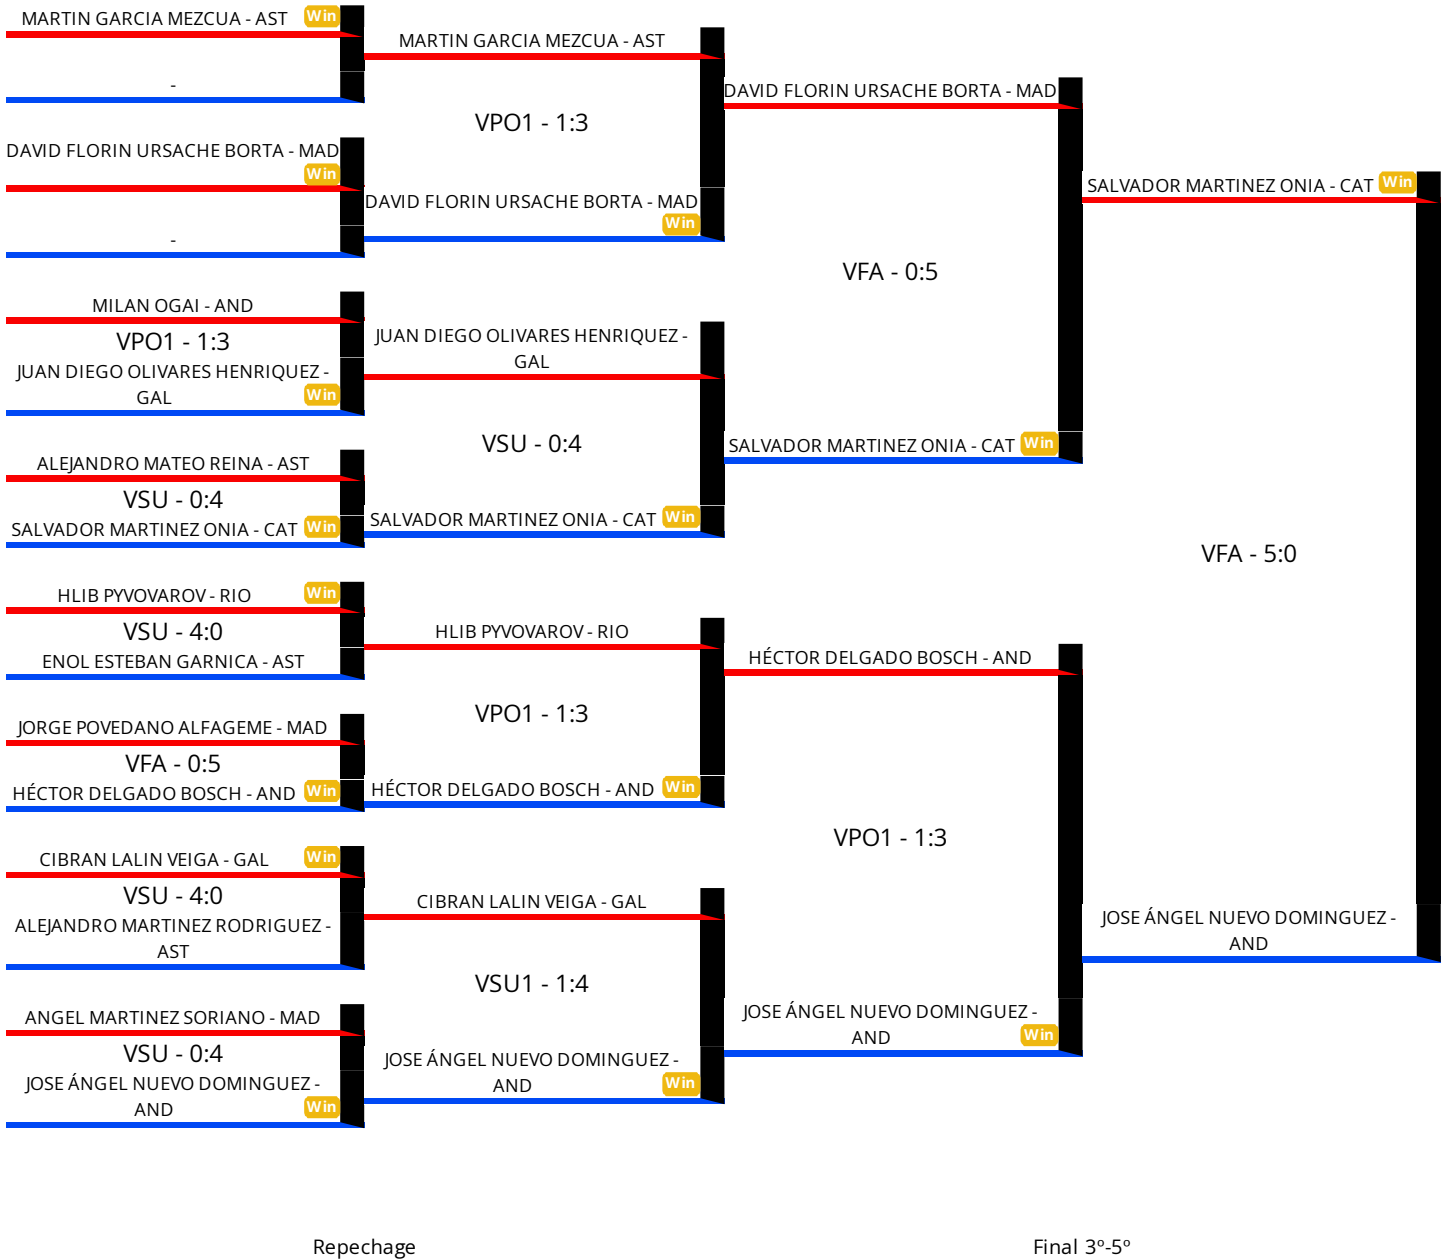 MARTIN GARCIA MEZCUA - AST Win
-
DAVID FLORIN URSACHE BORTA - MAD
Win
-
MILAN OGAI - AND
VPO1 - 1:3
JUAN DIEGO OLIVARES HENRIQUEZ -
GAL Win
ALEJANDRO MATEO REINA - AST
VSU - 0:4
SALVADOR MARTINEZ ONIA - CAT Win
HLIB PYVOVAROV - RIO Win
VSU - 4:0
ENOL ESTEBAN GARNICA - AST
JORGE POVEDANO ALFAGEME - MAD
VFA - 0:5
HÉCTOR DELGADO BOSCH - AND Win
CIBRAN LALIN VEIGA - GAL Win
VSU - 4:0
ALEJANDRO MARTINEZ RODRIGUEZ -
AST
ANGEL MARTINEZ SORIANO - MAD
VSU - 0:4
JOSE ÁNGEL NUEVO DOMINGUEZ -
AND Win
MARTIN GARCIA MEZCUA - AST
VPO1 - 1:3
DAVID FLORIN URSACHE BORTA - MAD
Win
JUAN DIEGO OLIVARES HENRIQUEZ -
GAL
VSU - 0:4
SALVADOR MARTINEZ ONIA - CAT Win
HLIB PYVOVAROV - RIO
VPO1 - 1:3
HÉCTOR DELGADO BOSCH - AND Win
CIBRAN LALIN VEIGA - GAL
VSU1 - 1:4
JOSE ÁNGEL NUEVO DOMINGUEZ -
AND Win
DAVID FLORIN URSACHE BORTA - MAD
VFA - 0:5
SALVADOR MARTINEZ ONIA - CAT Win
HÉCTOR DELGADO BOSCH - AND
VPO1 - 1:3
JOSE ÁNGEL NUEVO DOMINGUEZ -
AND Win
SALVADOR MARTINEZ ONIA - CAT Win
VFA - 5:0
JOSE ÁNGEL NUEVO DOMINGUEZ -
AND
Repechage
Final 3º-5º